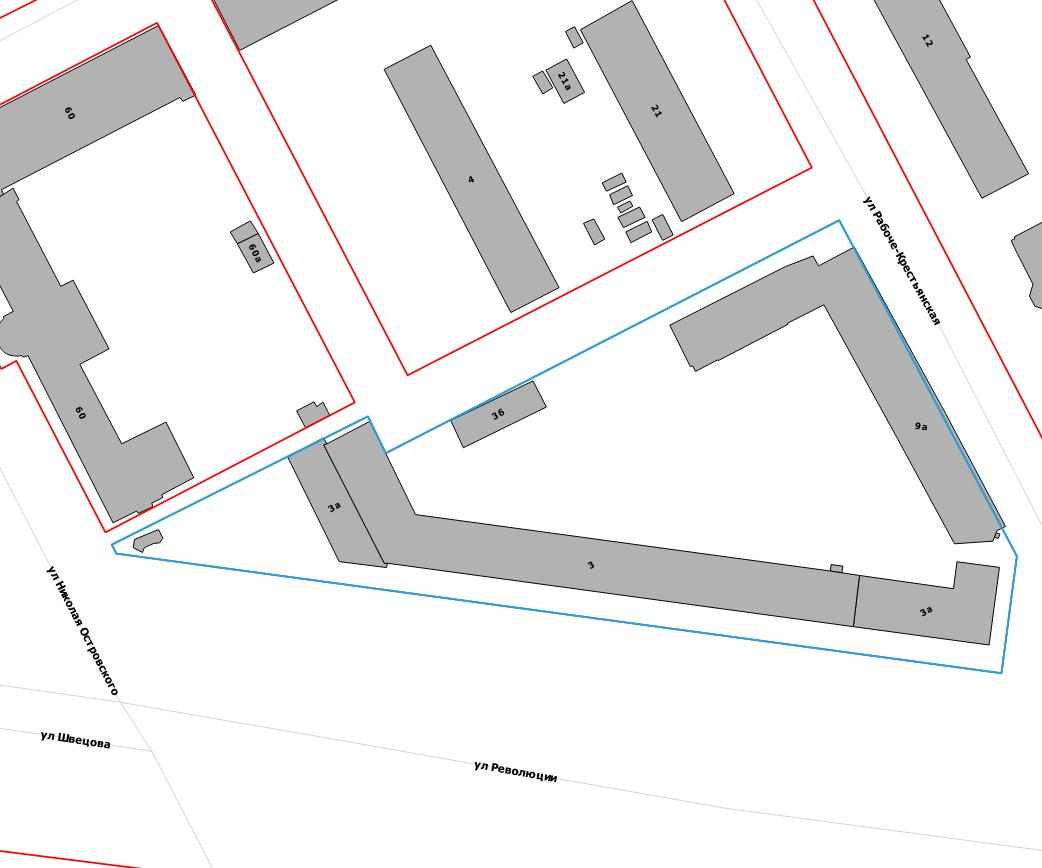 12
60
21а
21
4
ул Рабоче-Крестьянская
60а
60
3б
9а
3а
3
3а
ул Николая Островского
ул Швецова
ул Революции